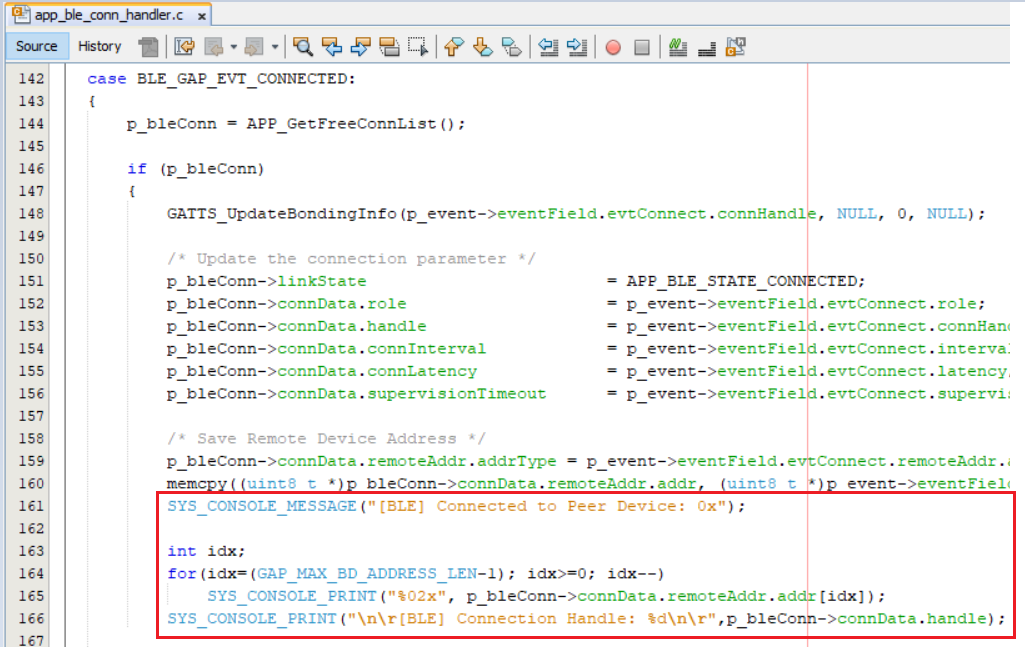 app_ble_conn_handler.c x
Source History
142 case BLE_GAP_EVT_CONNECTED:
143 {
144 p_bleConn = APP_GetFreeConnList();
145
146 if (p_bleConn)
147 {
148 GATTS_UpdateBondingInfo(p_event->eventField.evtConnect.connHandle, NULL, 0, NULL);
149
150 /* Update the connection parameter */
151 p_bleConn->linkState = APP_BLE_STATE_CONNECTED;
152 p_bleConn->connData.role = p_event->eventField.evtConnect.role;
153 p_bleConn->connData.handle = p_event->eventField.evtConnect.connHan
154 p_bleConn->connData.connInterval = p_event->eventField.evtConnect.interva
155 p_bleConn->connData.connLatency = p_event->eventField.evtConnect.latency
156 p_bleConn->connData.supervisionTimeout = p_event->eventField.evtConnect.supervi
157
158 /* Save Remote Device Address */
159 p_bleConn->connData.remoteAddr.addrType = p_event->eventField.evtConnect.remoteAddr.a
160 memcpy((uint8_t *)p_bleConn->connData.remoteAddr.addr, (uint8_t *)p_event->eventFiel
161 SYS_CONSOLE_MESSAGE("[BLE] Connected to Peer Device: 0x");
162
163 int idx;
164 for(idx=(GAP_MAX_BD_ADDRESS_LEN-1); idx>=0; idx--)
165 SYS_CONSOLE_PRINT("%02x", p_bleConn->connData.remoteAddr.addr[idx]);
166 SYS_CONSOLE_PRINT("\n\r[BLE] Connection Handle: %d\n\r",p_bleConn->connData.handle);
167